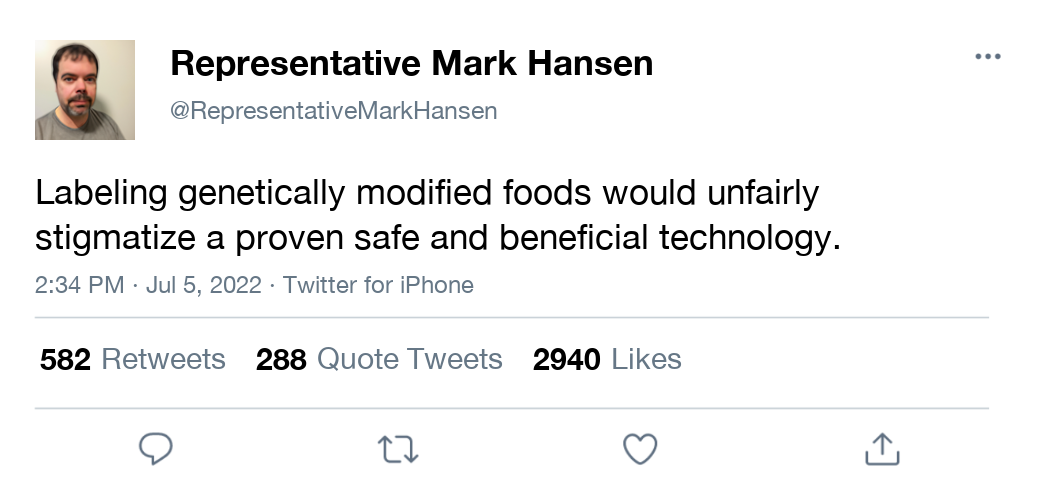 Representative Mark Hansen
@RepresentativeMarkHansen
Labeling genetically modified foods would unfairly
stigmatize a proven safe and beneficial technology.
2:34 PM · Jul 5, 2022 · Twitter for iPhone
582 Retweets 288 Quote Tweets 2940 Likes